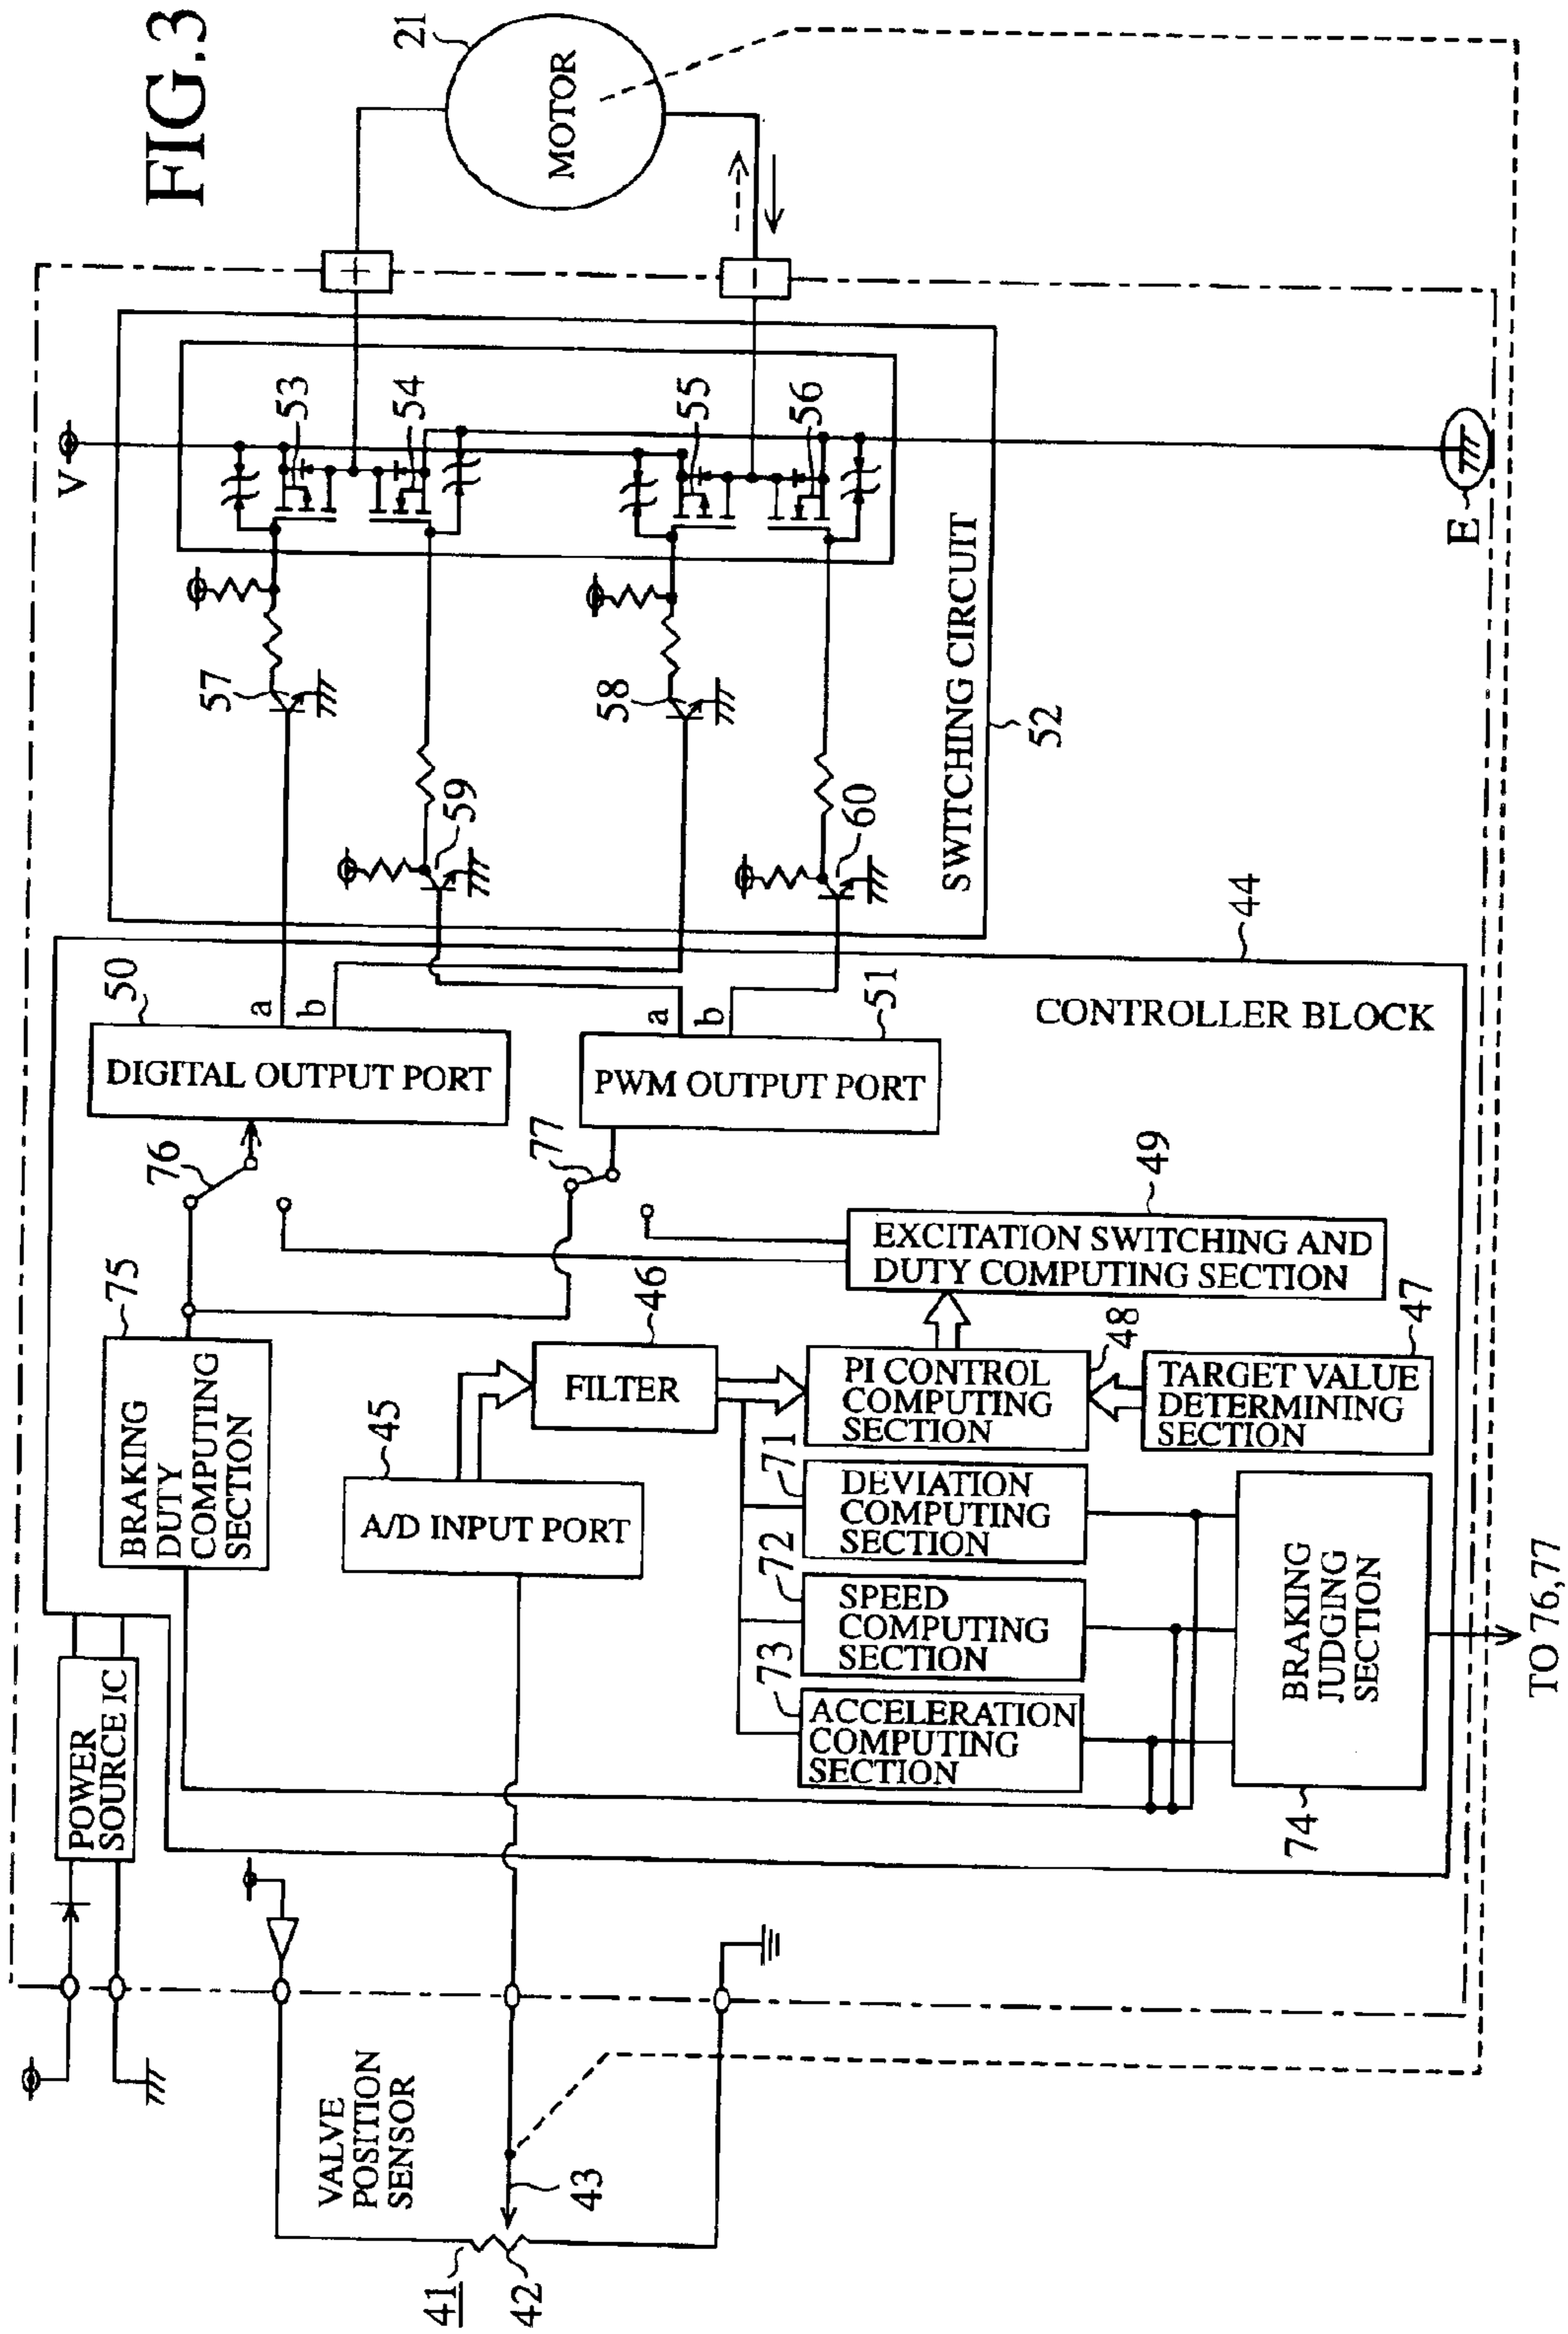 FIG.3
21
MOTOR
+
−
V
53
54
55
56
E
57
58
59
60
SWITCHING CIRCUIT
52
44
CONTROLLER BLOCK
50
a
b
DIGITAL OUTPUT PORT
51
a
b
PWM OUTPUT PORT
76
77
49
EXCITATION SWITCHING AND
DUTY COMPUTING SECTION
75
BRAKING
DUTY
COMPUTING
SECTION
46
FILTER
48
PI CONTROL
COMPUTING
SECTION
47
TARGET VALUE
DETERMINING
SECTION
45
A/D INPUT PORT
71
DEVIATION
COMPUTING
SECTION
72
SPEED
COMPUTING
SECTION
73
ACCELERATION
COMPUTING
SECTION
BRAKING
JUDGING
SECTION
74
TO 76,77
POWER
SOURCE IC
VALVE
POSITION
SENSOR
43
41
42